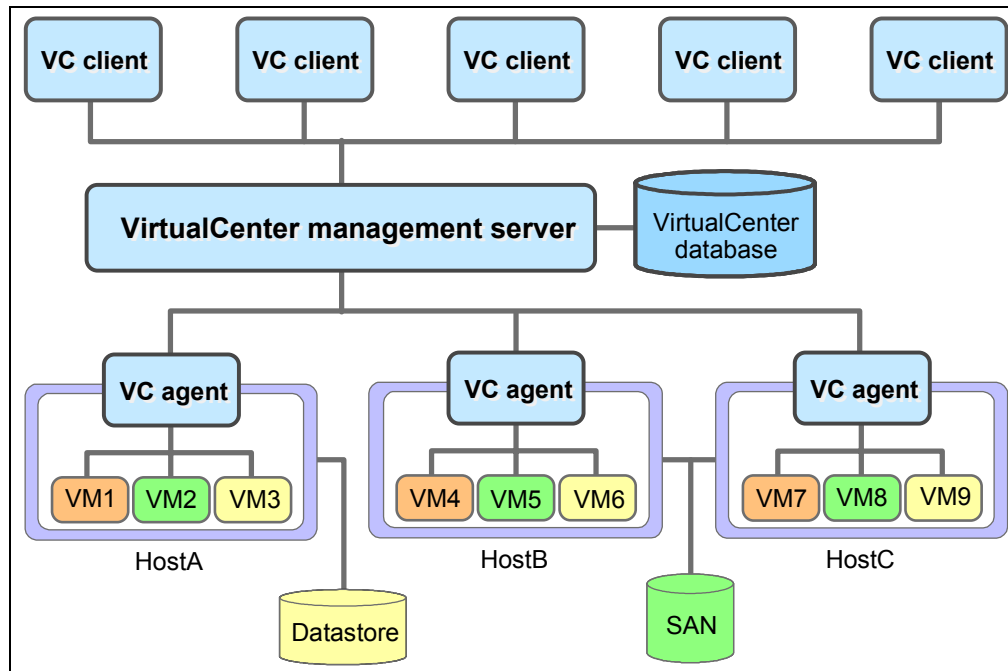 VC client
VC client
VC client
VC client
VC client
VirtualCenter management server
VirtualCenter
database
VC agent
VC agent
VC agent
VM1
VM2
VM3
VM4
VM5
VM6
VM7
VM8
VM9
HostA
HostB
HostC
Datastore
SAN